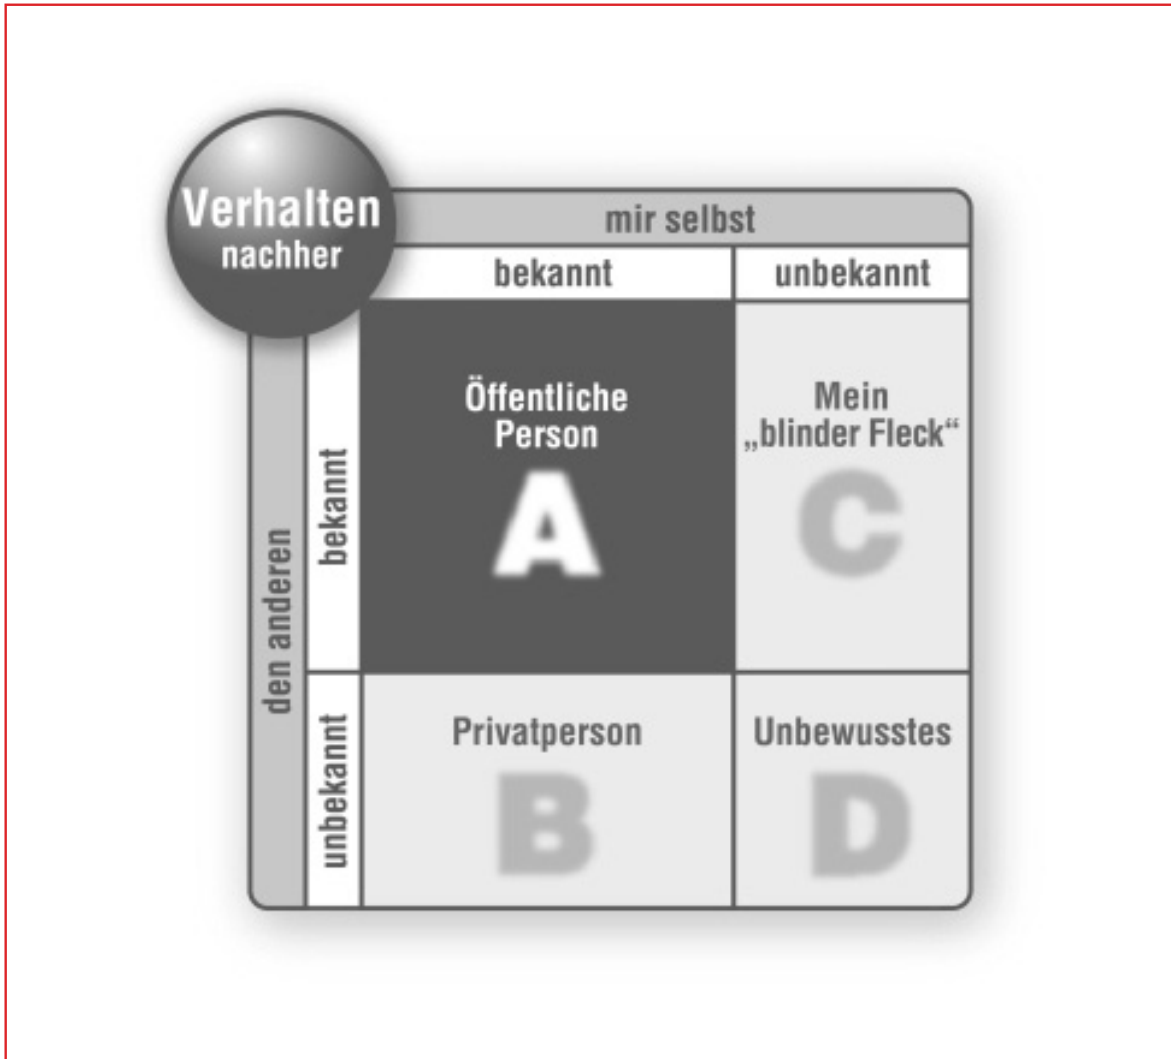 Verhalten
nachher
mir selbst
bekannt
unbekannt
den anderen
bekannt
unbekannt
Öffentliche
Person
A
Mein
„blinder Fleck“
C
Privatperson
B
Unbewusstes
D